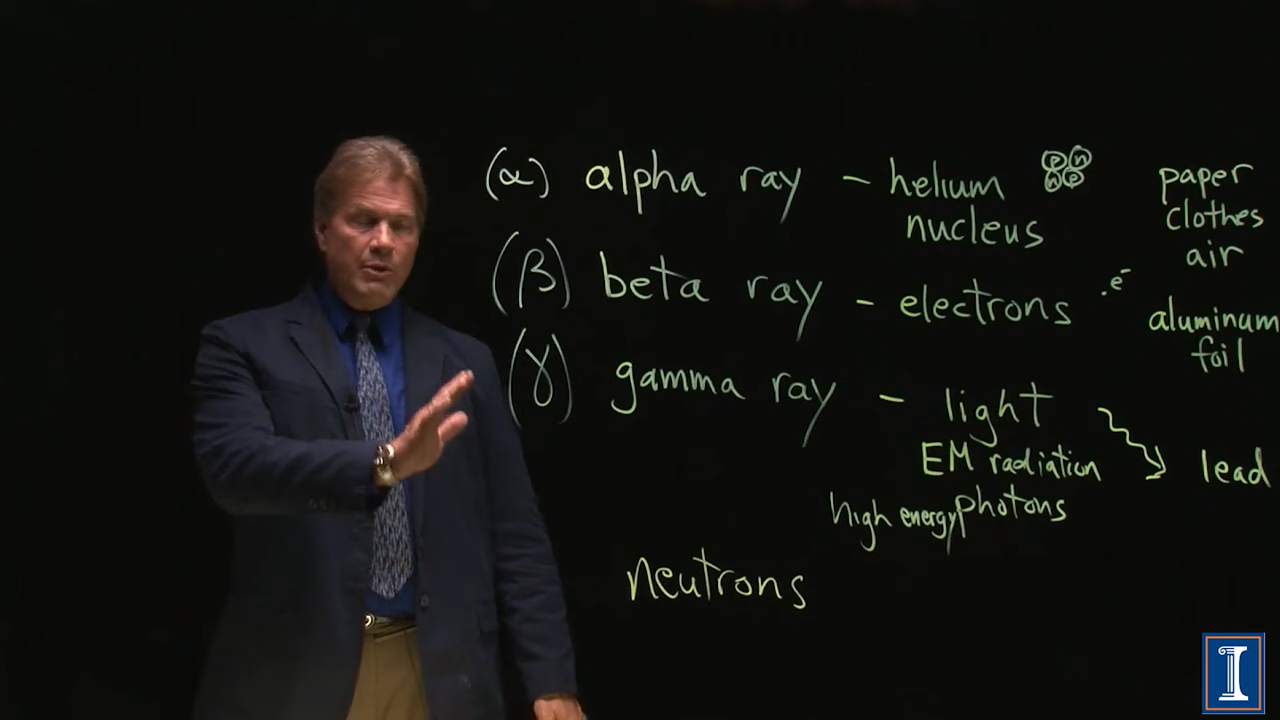 (α) alpha ray – helium nucleus
p n
n p
paper
clothes
air
(β) beta ray – electrons
. e⁻
aluminum
foil
(γ) gamma ray – light
EM radiation
high energy photons
lead
neutrons
I